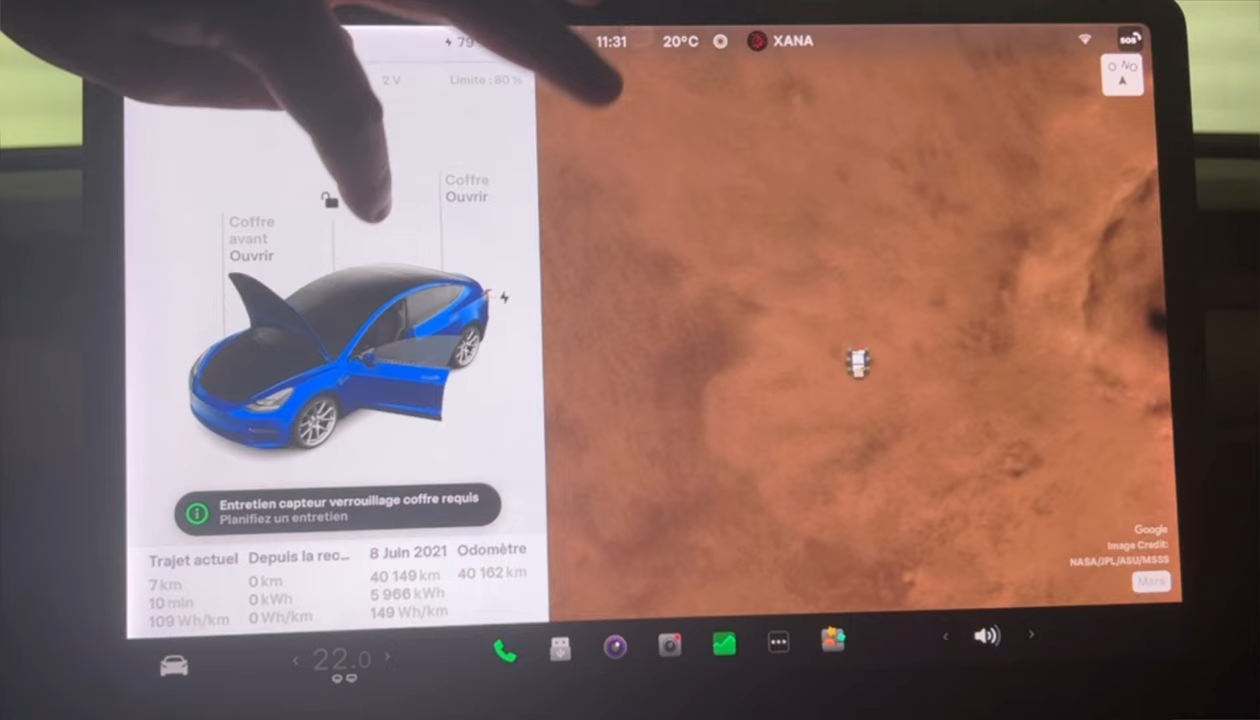 79
11:31
20°C
XANA
SOS
2 V
Limite : 80 %
Coffre
Ouvrir
Coffre
avant
Ouvrir
Entretien capteur verrouillage coffre requis
Planifiez un entretien
Trajet actuel
7 km
10 min
109 Wh/km
Depuis la rec...
0 km
0 kWh
0 Wh/km
8 Juin 2021
40 149 km
5 966 kWh
149 Wh/km
Odomètre
40 162 km
Google
Image Credit:
NASA/JPL/ASU/MSSS
Mars
22.0